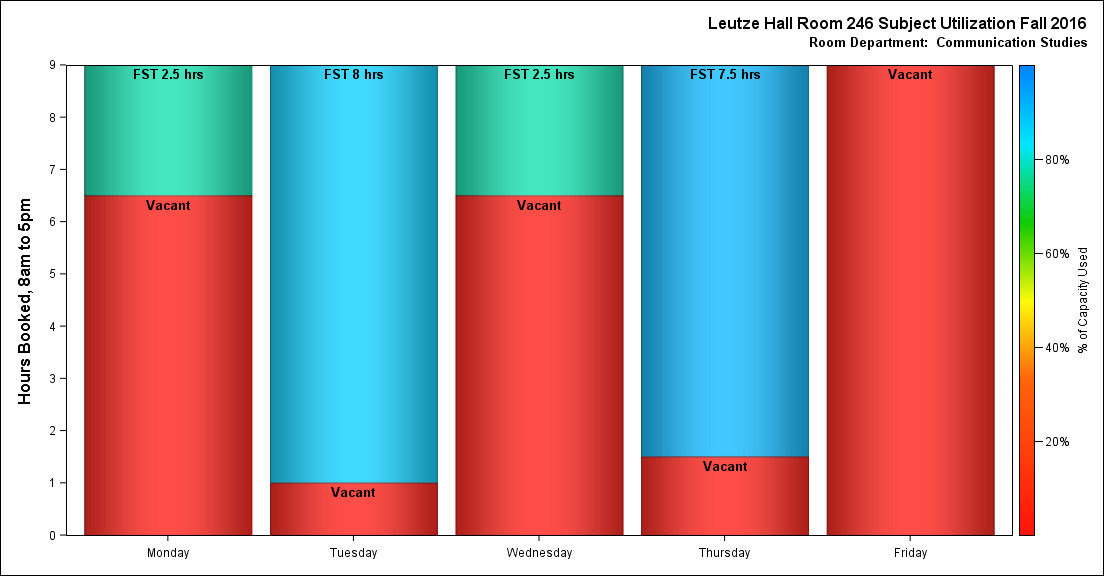 Leutze Hall Room 246 Subject Utilization Fall 2016
Room Department:  Communication Studies
Hours Booked, 8am to 5pm
9
8
7
6
5
4
3
2
1
0
FST 2.5 hrs
Vacant
FST 8 hrs
Vacant
FST 2.5 hrs
Vacant
FST 7.5 hrs
Vacant
Vacant
Monday
Tuesday
Wednesday
Thursday
Friday
80%
60%
40%
20%
% of Capacity Used